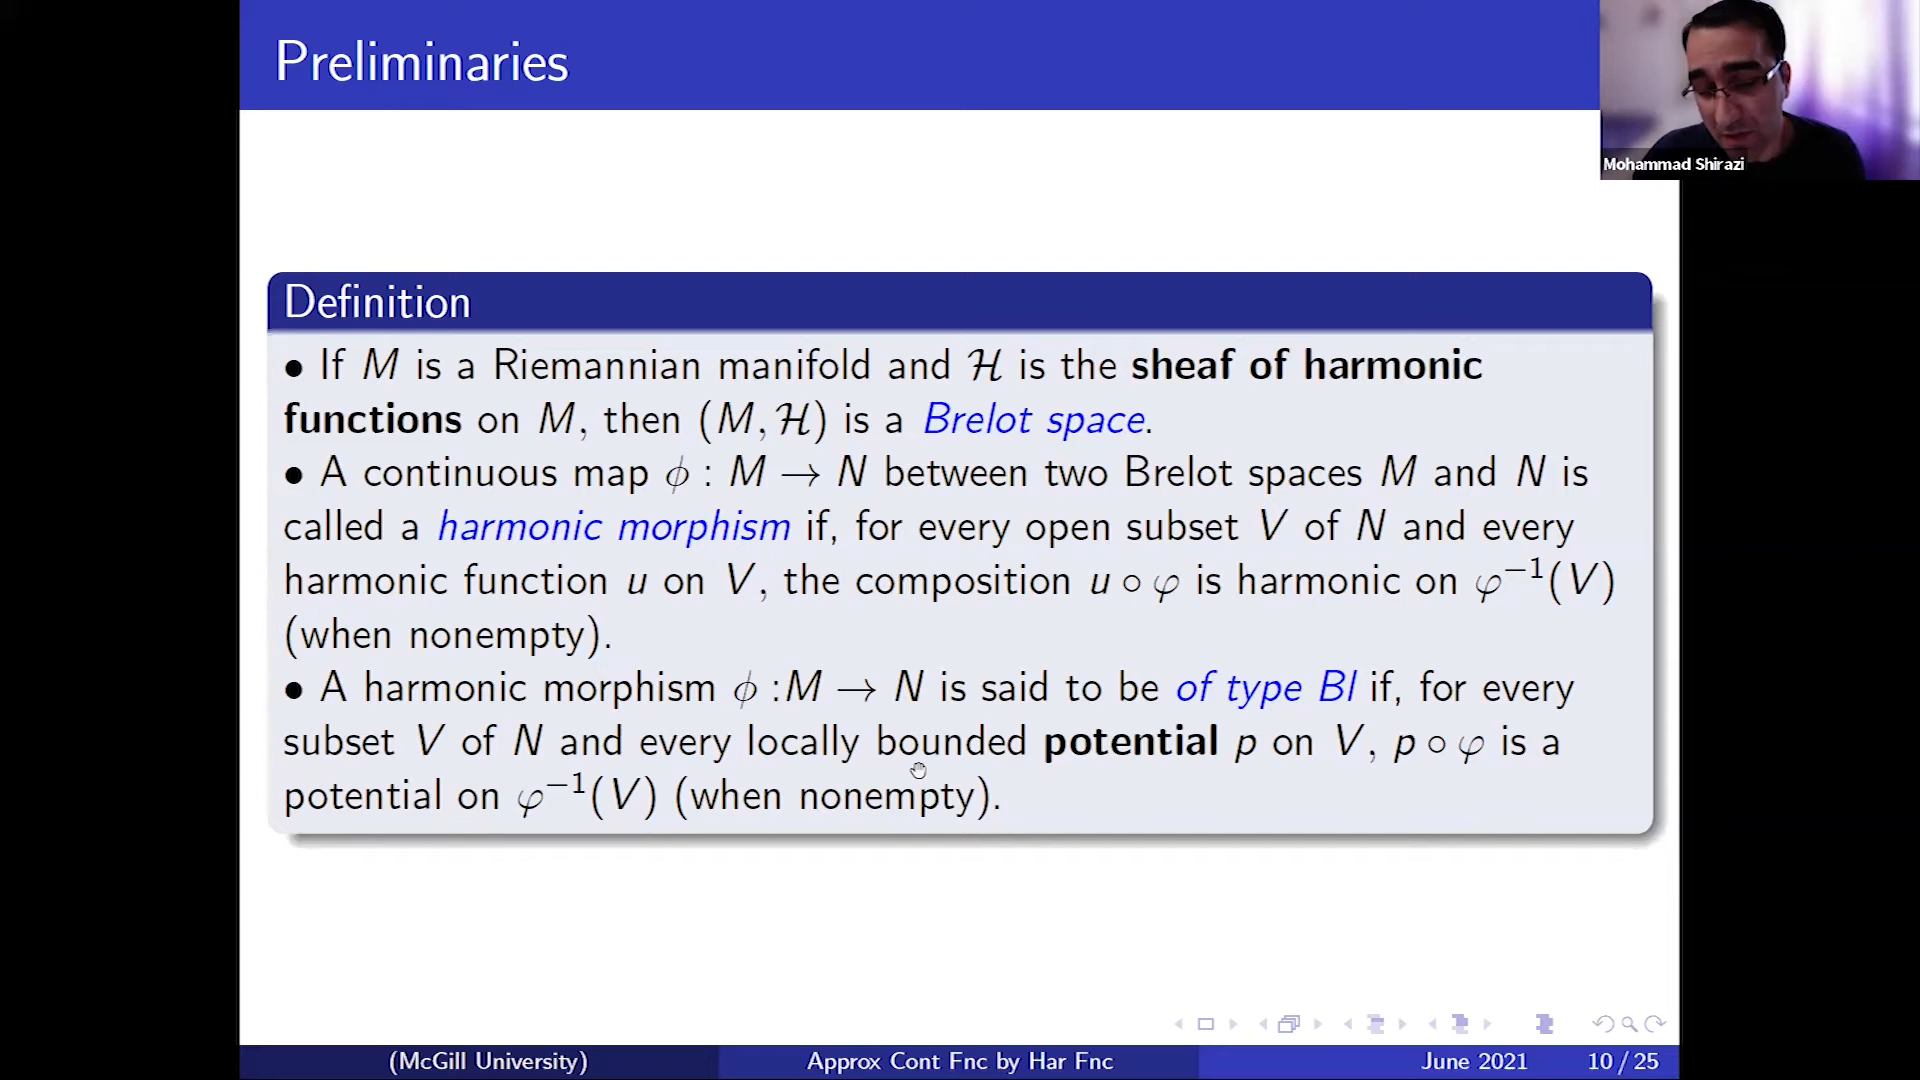 Preliminaries
Mohammad Shirazi
Definition
• If M is a Riemannian manifold and ℋ is the sheaf of harmonic
functions on M, then (M, ℋ) is a Brelot space.
• A continuous map ϕ : M → N between two Brelot spaces M and N is
called a harmonic morphism if, for every open subset V of N and every
harmonic function u on V, the composition u ∘ φ is harmonic on φ⁻¹(V)
(when nonempty).
• A harmonic morphism ϕ :M → N is said to be of type Bl if, for every
subset V of N and every locally bounded potential p on V, p ∘ φ is a
potential on φ⁻¹(V) (when nonempty).
(McGill University) Approx Cont Fnc by Har Fnc June 2021 10 / 25